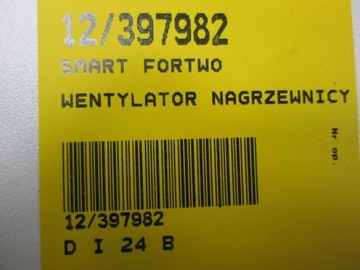 12/397982
SMART FORTWO
WENTYLATOR NAGRZEWNICY
Nr op.
12/397982
D I 24 B